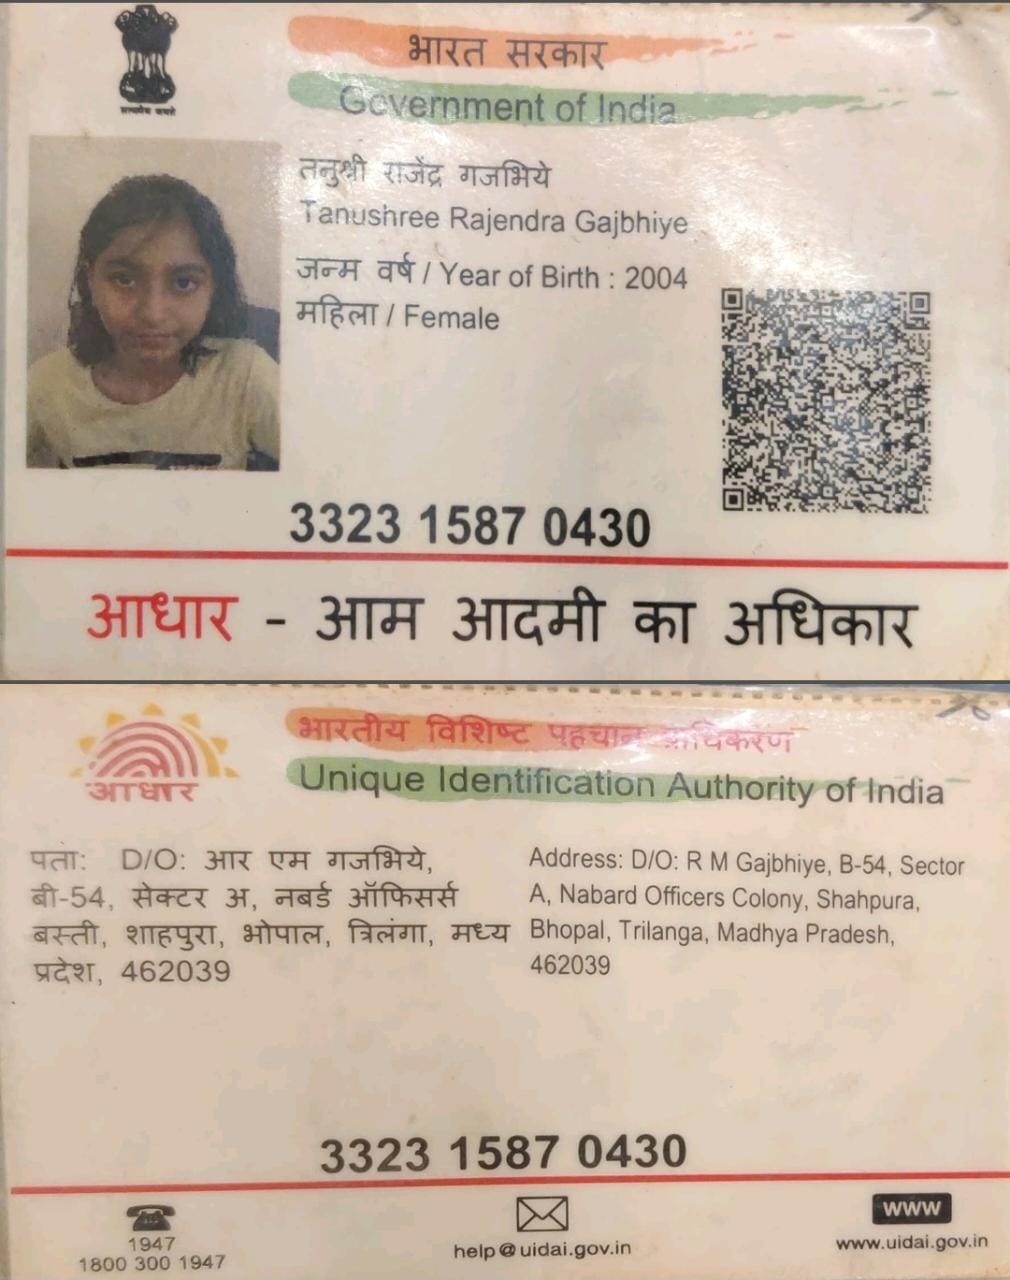 भारत सरकार
Government of India
सत्यमेव जयते
तनुश्री राजेंद्र गजभिये
Tanushree Rajendra Gajbhiye
जन्म वर्ष / Year of Birth : 2004
महिला / Female
3323 1587 0430
आधार - आम आदमी का अधिकार
भारतीय विशिष्ट पहचान प्राधिकरण
Unique Identification Authority of India
आधार
पता: D/O: आर एम गजभिये,
बी-54, सेक्टर अ, नबर्ड ऑफिसर्स
बस्ती, शाहपुरा, भोपाल, त्रिलंगा, मध्य
प्रदेश, 462039
Address: D/O: R M Gajbhiye, B-54, Sector
A, Nabard Officers Colony, Shahpura,
Bhopal, Trilanga, Madhya Pradesh,
462039
3323 1587 0430
1947
1800 300 1947
help@uidai.gov.in
www
www.uidai.gov.in